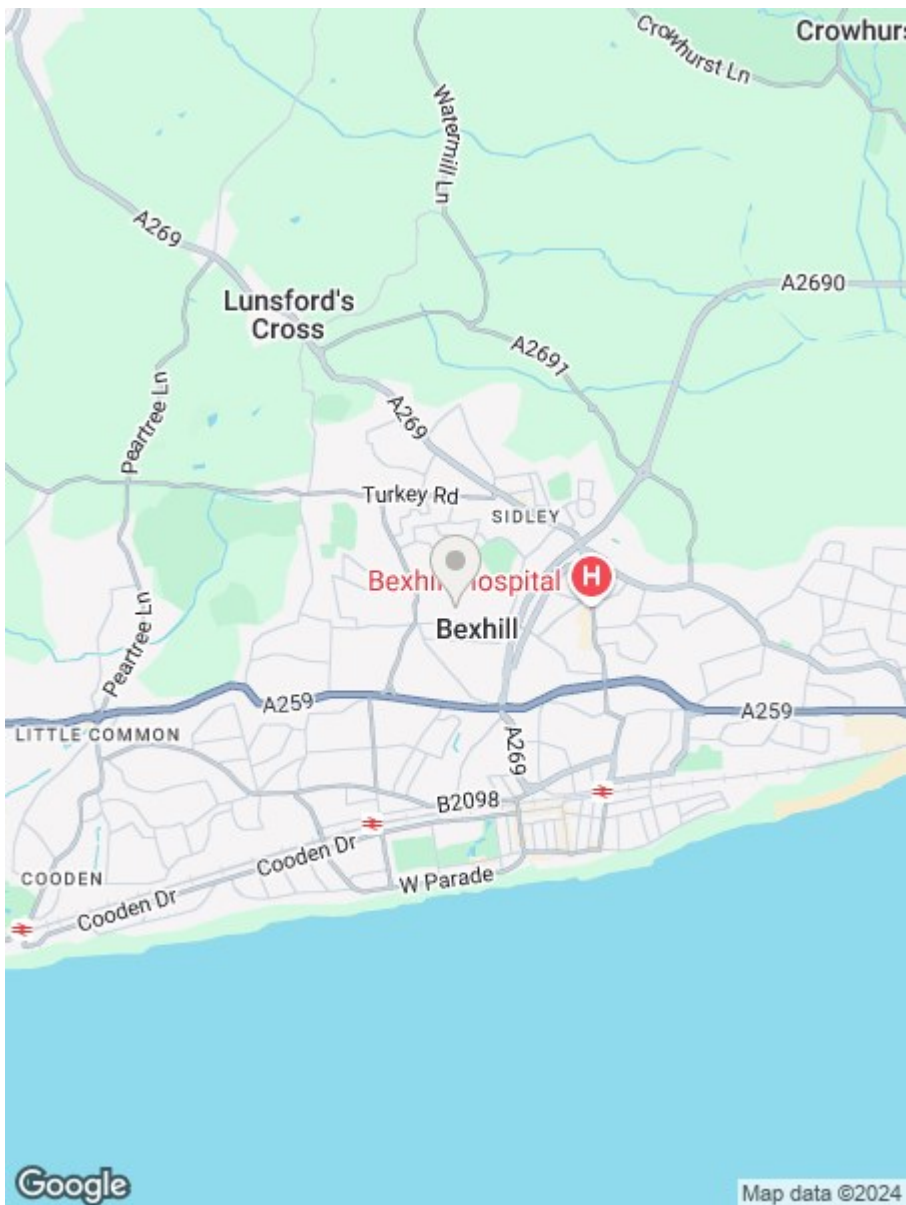 Crowhurs
Crowhurst Ln
Watermill Ln
A269
A2690
Lunsford's
Cross
A2691
Peartree Ln
A269
Turkey Rd
SIDLEY
Bexhill Hospital
H
Bexhill
Peartree Ln
A259
A259
LITTLE COMMON
A269
B2098
Cooden Dr
W Parade
COODEN
Cooden Dr
Google
Map data ©2024